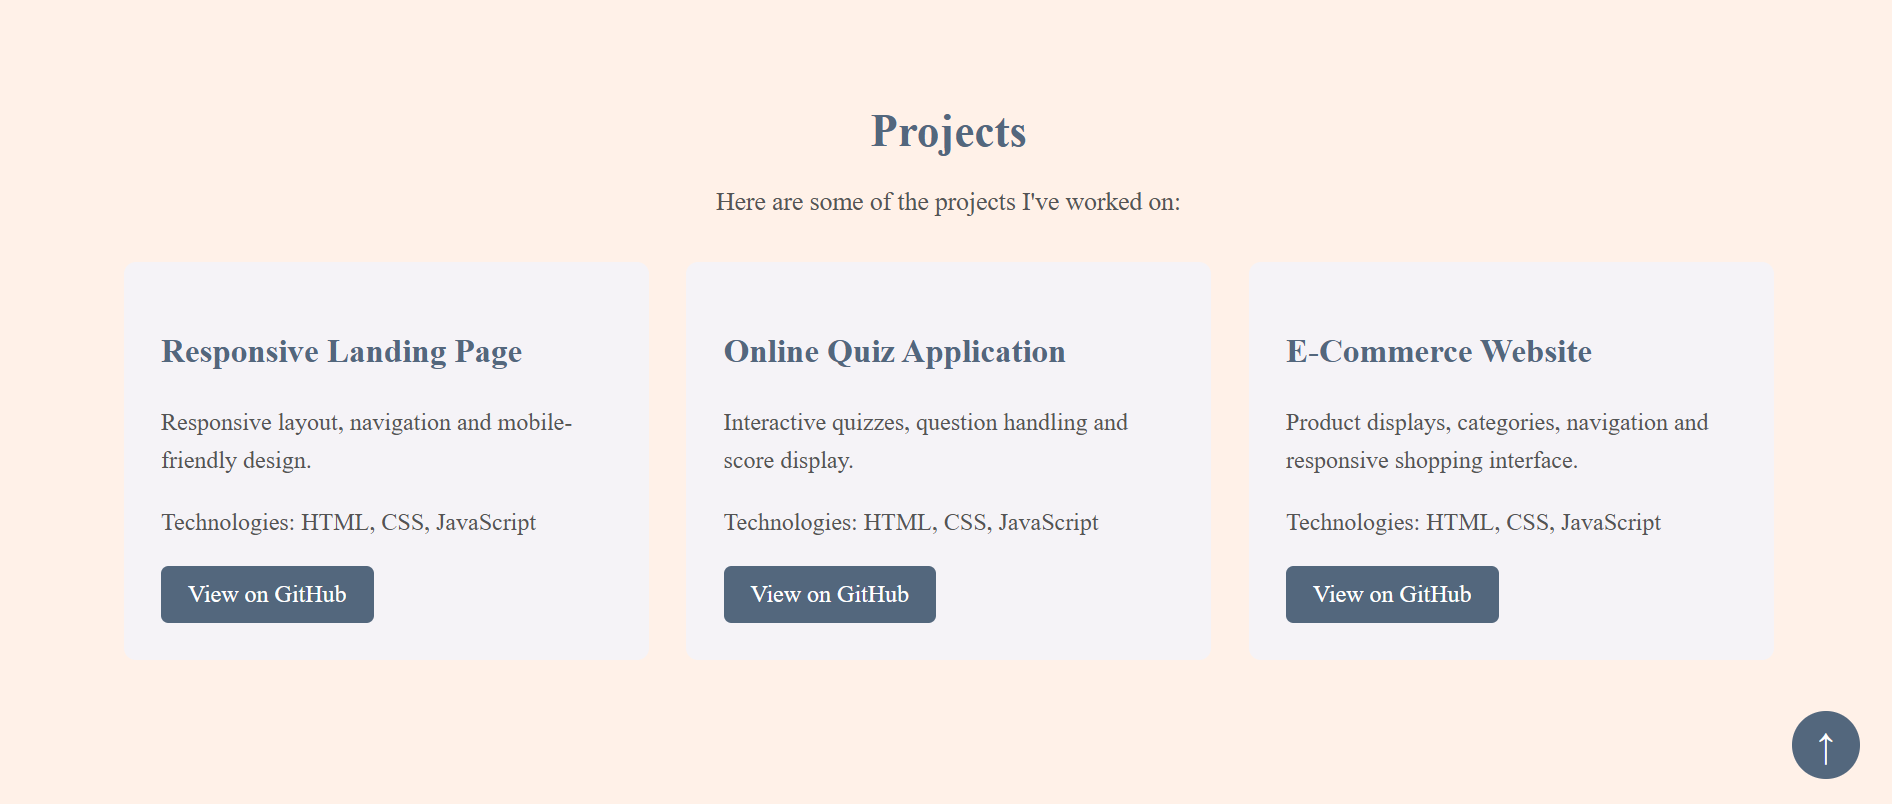 Projects
Here are some of the projects I've worked on:
Responsive Landing Page
Responsive layout, navigation and mobile-
friendly design.
Technologies: HTML, CSS, JavaScript
View on GitHub
Online Quiz Application
Interactive quizzes, question handling and
score display.
Technologies: HTML, CSS, JavaScript
View on GitHub
E-Commerce Website
Product displays, categories, navigation and
responsive shopping interface.
Technologies: HTML, CSS, JavaScript
View on GitHub
↑